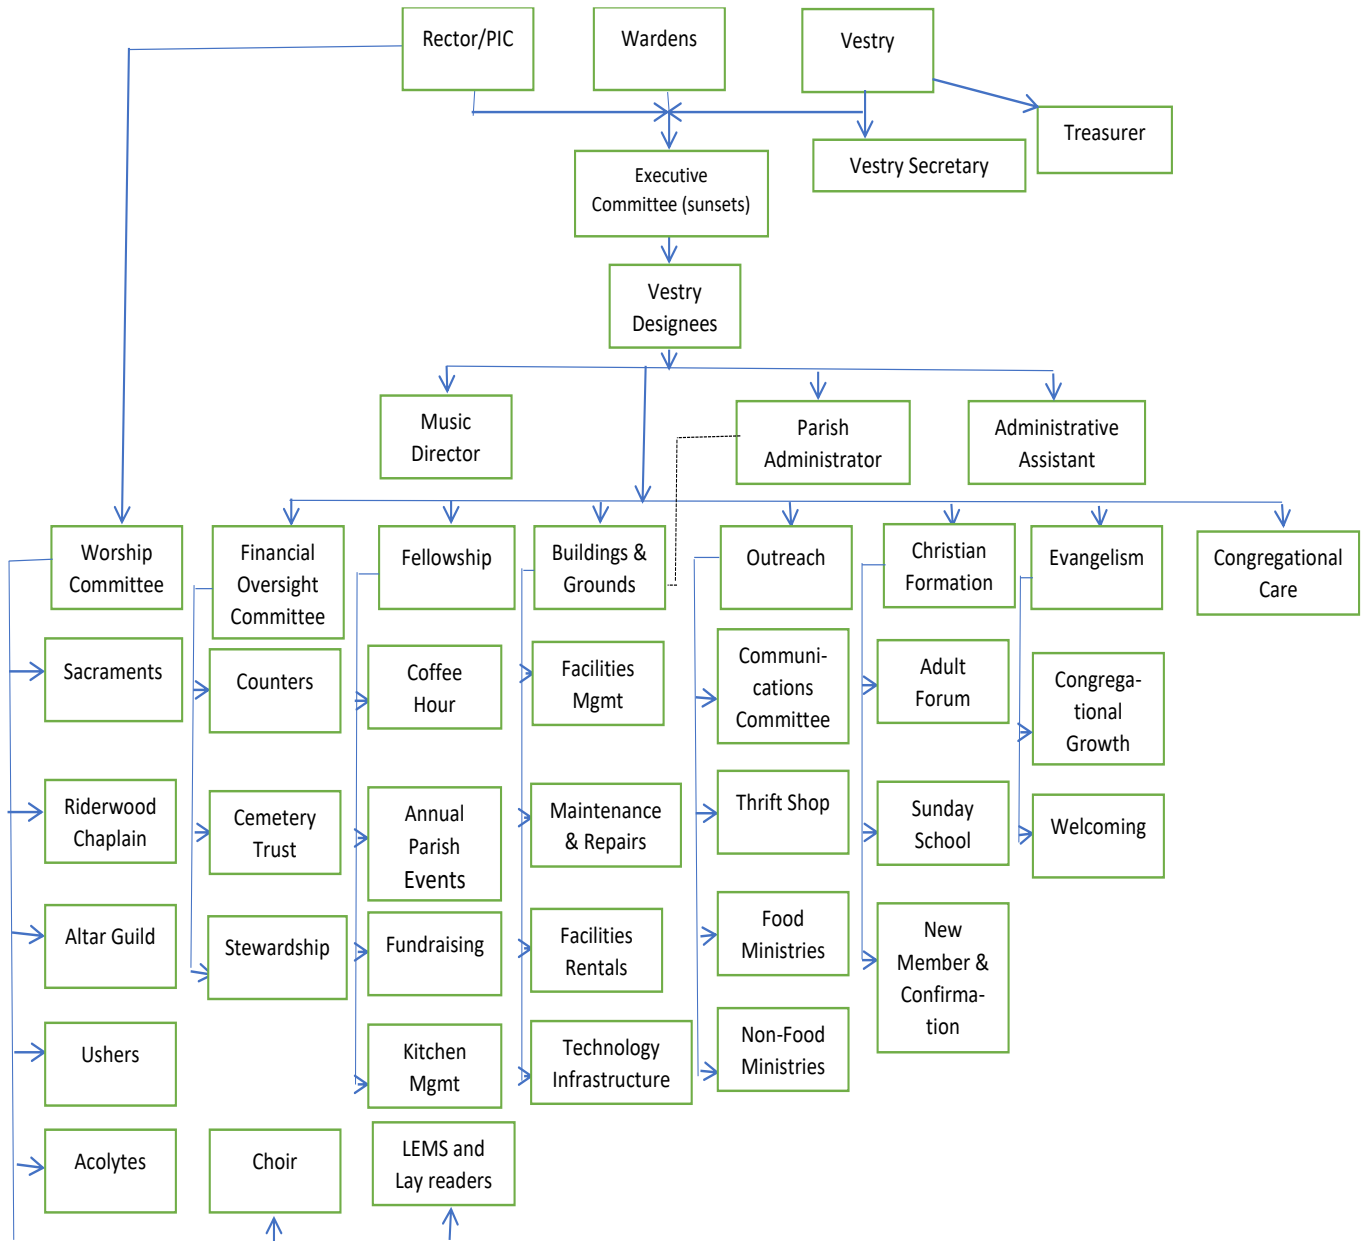 Rector/PIC
Wardens
Vestry
Treasurer
Vestry Secretary
Executive
Committee (sunsets)
Vestry
Designees
Music
Director
Parish
Administrator
Administrative
Assistant
Worship
Committee
Financial
Oversight
Committee
Fellowship
Buildings &
Grounds
Outreach
Christian
Formation
Evangelism
Congregational
Care
Sacraments
Counters
Coffee
Hour
Facilities
Mgmt
Communi-
cations
Committee
Adult
Forum
Congrega-
tional
Growth
Riderwood
Chaplain
Cemetery
Trust
Annual
Parish
Events
Maintenance
& Repairs
Thrift Shop
Sunday
School
Welcoming
Altar Guild
Stewardship
Fundraising
Facilities
Rentals
Food
Ministries
New
Member &
Confirma-
tion
Ushers
Kitchen
Mgmt
Technology
Infrastructure
Non-Food
Ministries
Acolytes
Choir
LEMS and
Lay readers